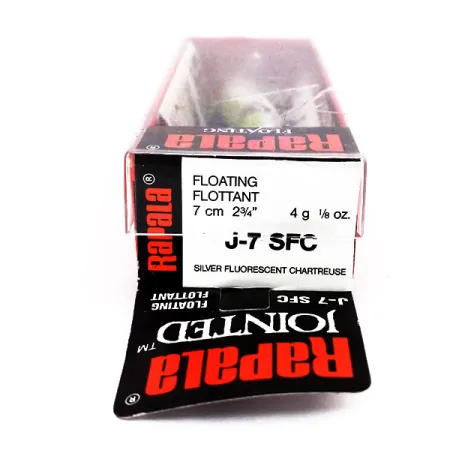 RAPALA
FLOATING
RAPALA®
FLOATING
FLOTTANT
7 cm 2¾" 4 g ⅛ oz.
J-7 SFC
SILVER FLUORESCENT CHARTREUSE
J-7 SFC
FLOATING
FLOTTANT
JOINTED™
RAPALA®